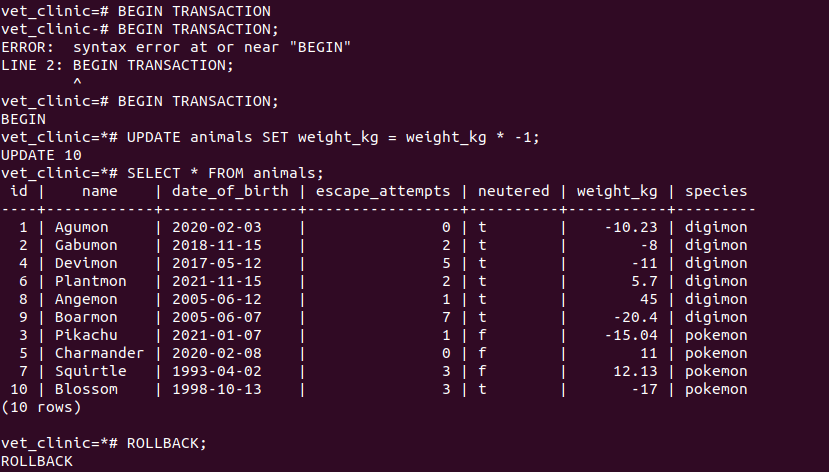 vet_clinic=# BEGIN TRANSACTION
vet_clinic-# BEGIN TRANSACTION;
ERROR:  syntax error at or near "BEGIN"
LINE 2: BEGIN TRANSACTION;
        ^
vet_clinic=# BEGIN TRANSACTION;
BEGIN
vet_clinic=*# UPDATE animals SET weight_kg = weight_kg * -1;
UPDATE 10
vet_clinic=*# SELECT * FROM animals;
 id |    name    | date_of_birth | escape_attempts | neutered | weight_kg | species
----+------------+---------------+-----------------+----------+-----------+---------
  1 | Agumon     | 2020-02-03    |               0 | t        |    -10.23 | digimon
  2 | Gabumon    | 2018-11-15    |               2 | t        |        -8 | digimon
  4 | Devimon    | 2017-05-12    |               5 | t        |       -11 | digimon
  6 | Plantmon   | 2021-11-15    |               2 | t        |       5.7 | digimon
  8 | Angemon    | 2005-06-12    |               1 | t        |        45 | digimon
  9 | Boarmon    | 2005-06-07    |               7 | t        |     -20.4 | digimon
  3 | Pikachu    | 2021-01-07    |               1 | f        |    -15.04 | pokemon
  5 | Charmander | 2020-02-08    |               0 | f        |        11 | pokemon
  7 | Squirtle   | 1993-04-02    |               3 | f        |     12.13 | pokemon
 10 | Blossom    | 1998-10-13    |               3 | t        |       -17 | pokemon
(10 rows)

vet_clinic=*# ROLLBACK;
ROLLBACK